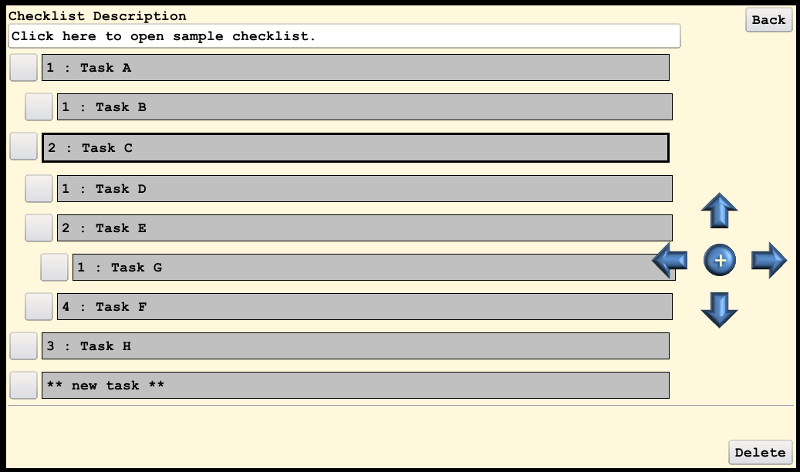 Checklist Description
Back
Click here to open sample checklist.
1 : Task A
1 : Task B
2 : Task C
1 : Task D
2 : Task E
1 : Task G
4 : Task F
3 : Task H
** new task **
Delete